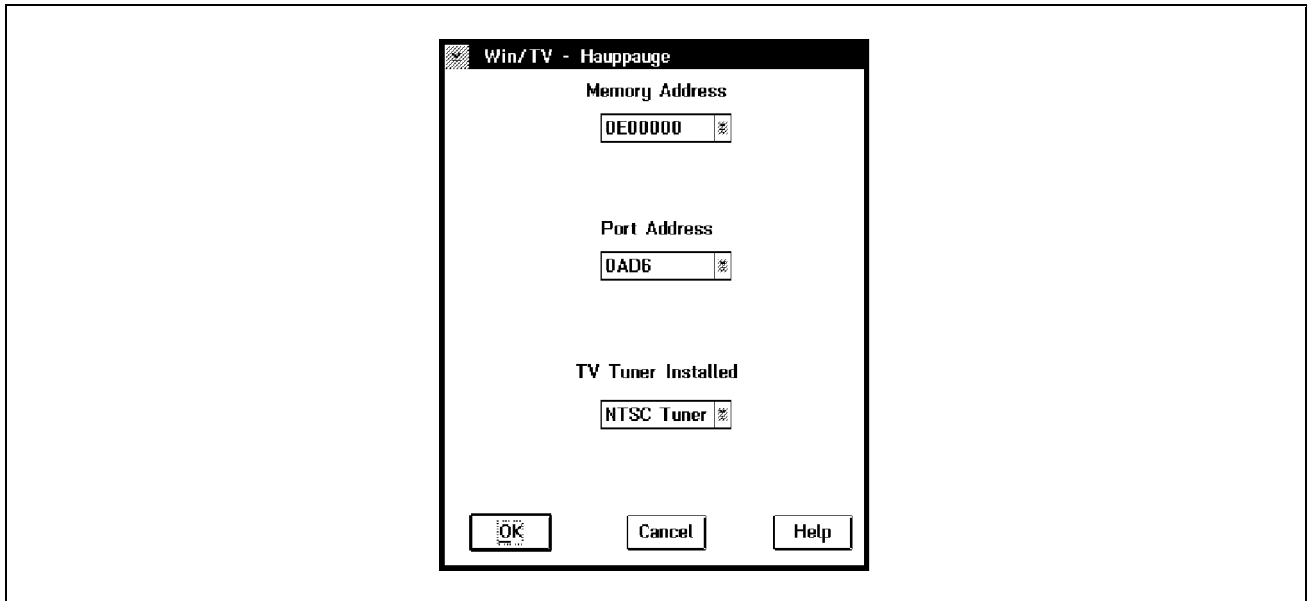 Win/TV - Hauppauge
Memory Address
0E00000
Port Address
0AD6
TV Tuner Installed
NTSC Tuner
OK Cancel Help